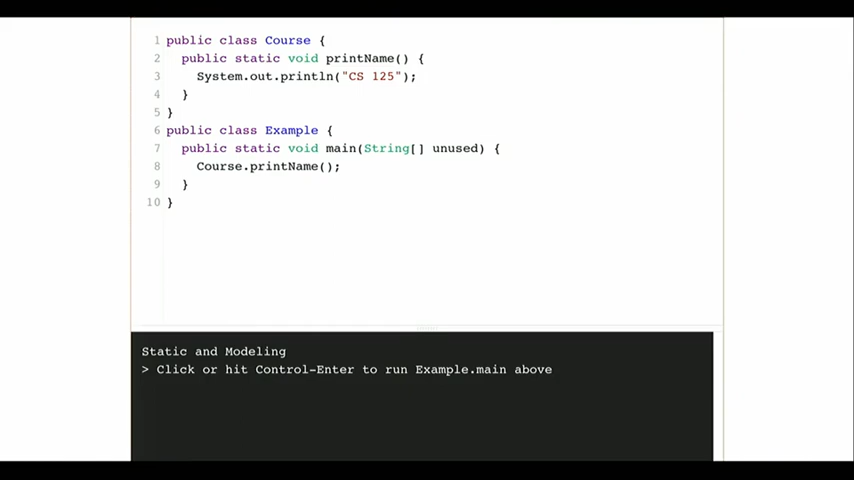 1 public class Course {
2 public static void printName() {
3 System.out.println("CS 125");
4 }
5 }
6 public class Example {
7 public static void main(String[] unused) {
8 Course.printName();
9 }
10 }
Static and Modeling
> Click or hit Control-Enter to run Example.main above